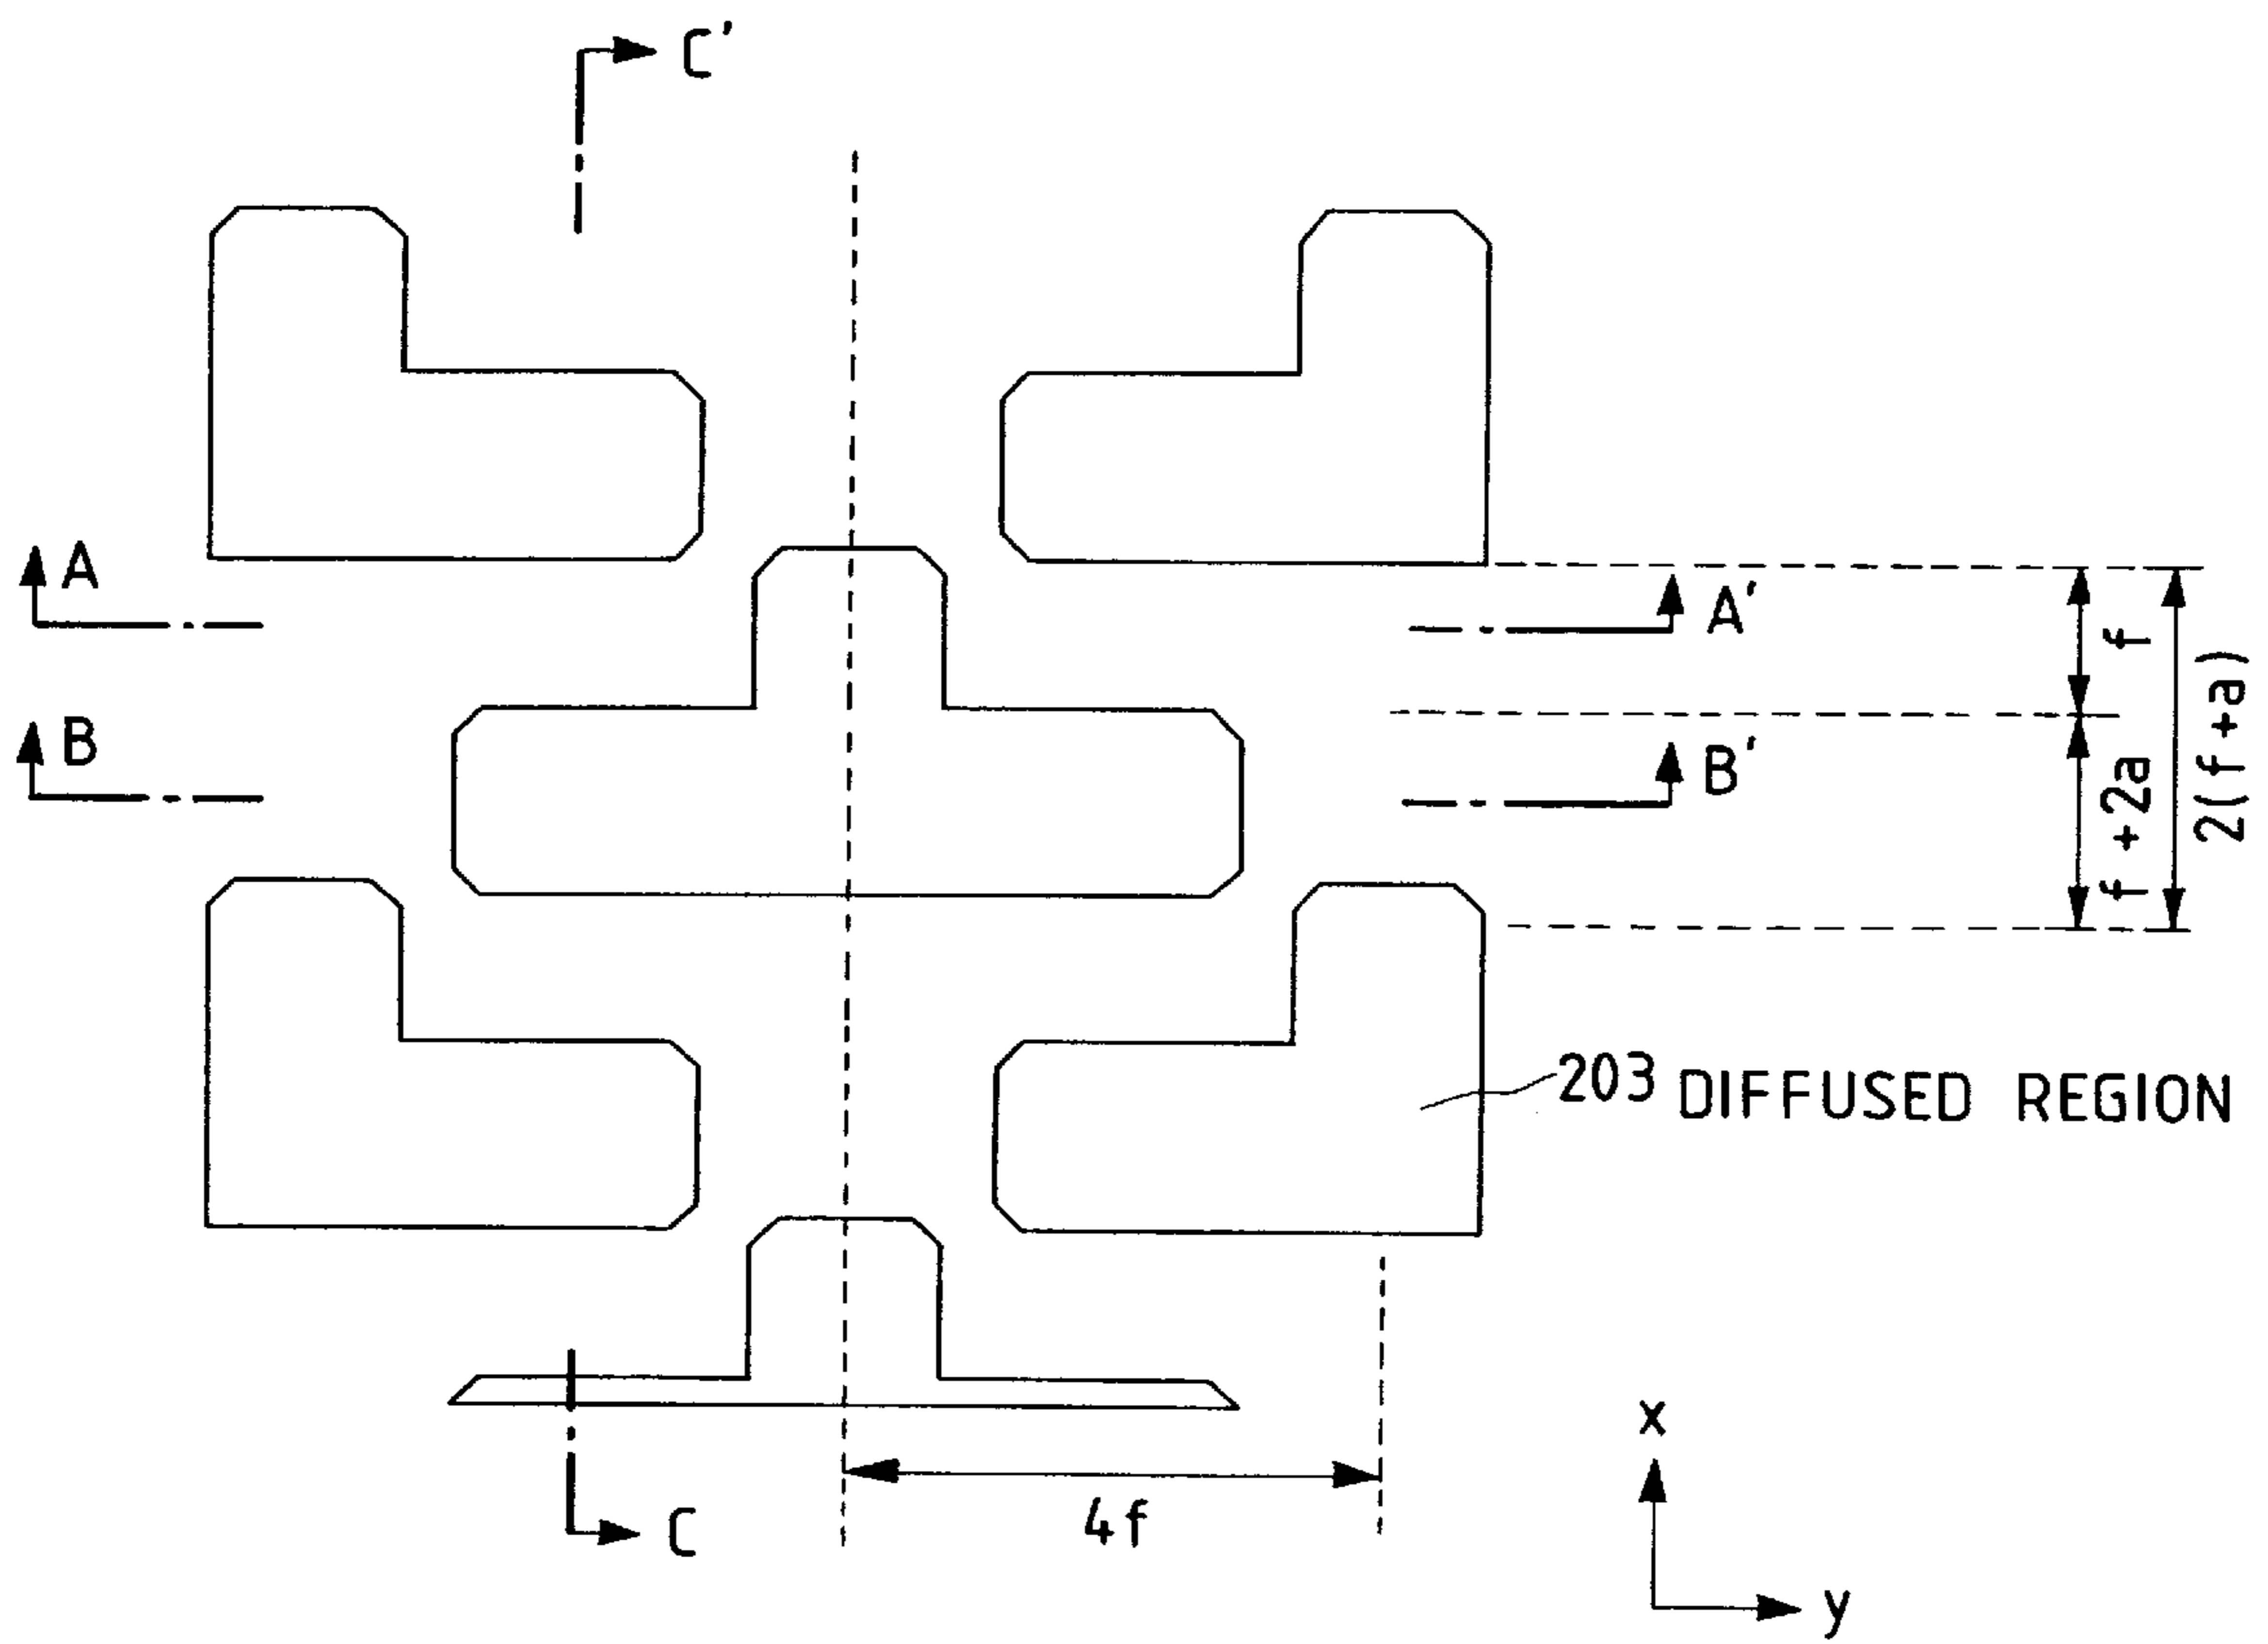 C'
A
A'
f
2(f+a)
B
B'
f+2a
203 DIFFUSED REGION
x
4f
C
y